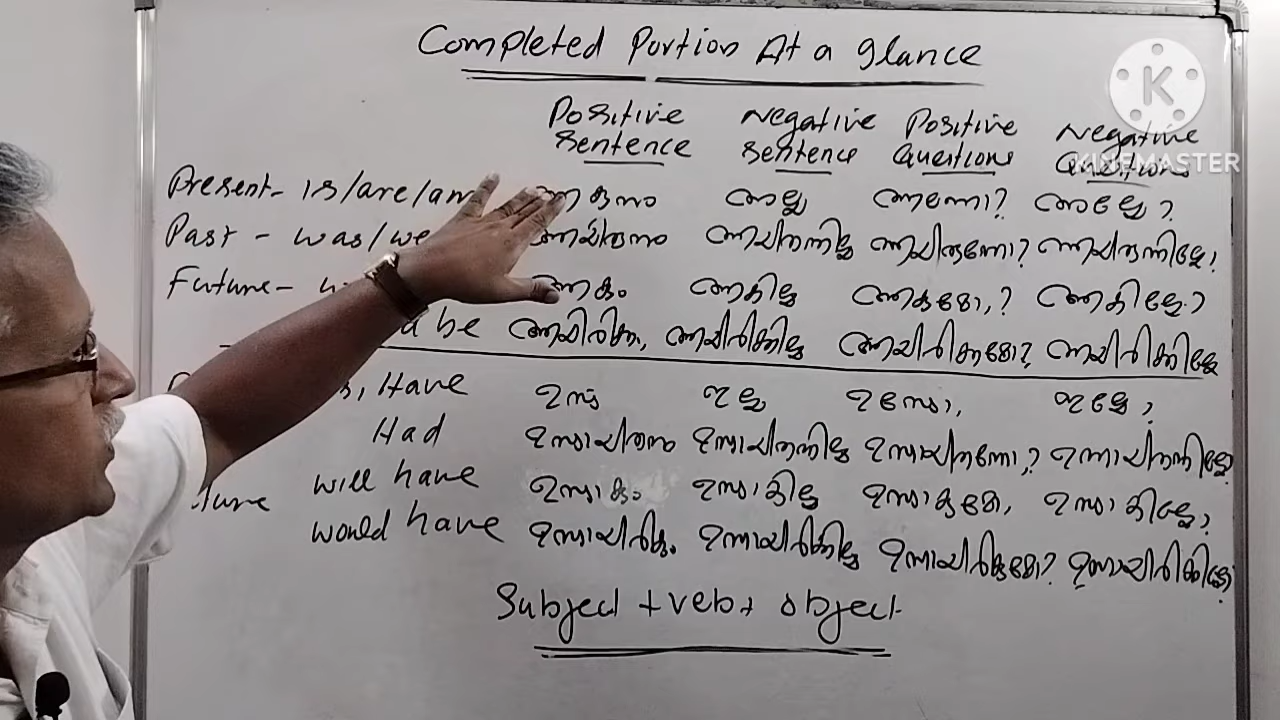 Completed Portion At a glance
Positive Sentence Negative Sentence Positive Questions Negative Questions
KINEMASTER
Present - is/are/am ആകുന്നു അല്ല ആണോ? അല്ലേ?
Past - was/we ആയിരുന്നു ആയിരുന്നില്ല ആയിരുന്നോ? ആയിരുന്നില്ലേ?
Future - ആകും ആകില്ല ആകുമോ,? ആകില്ലേ?
be ആയിരിക്കും, ആയിരിക്കില്ല ആയിരിക്കുമോ? ആയിരിക്കില്ലേ
, Have ഉണ്ട് ഇല്ല ഉണ്ടോ, ഇല്ലേ?
Had ഉണ്ടായിരുന്നു ഉണ്ടായിരുന്നില്ല ഉണ്ടായിരുന്നോ,? ഉണ്ടായിരുന്നില്ലേ?
will have ഉണ്ടാകും ഉണ്ടാകില്ല ഉണ്ടാകുമോ, ഉണ്ടാകില്ലേ?
would have ഉണ്ടായിരിക്കും ഉണ്ടായിരിക്കില്ല ഉണ്ടായിരിക്കുമോ? ഉണ്ടായിരിക്കില്ലേ?
Subject + veb + object